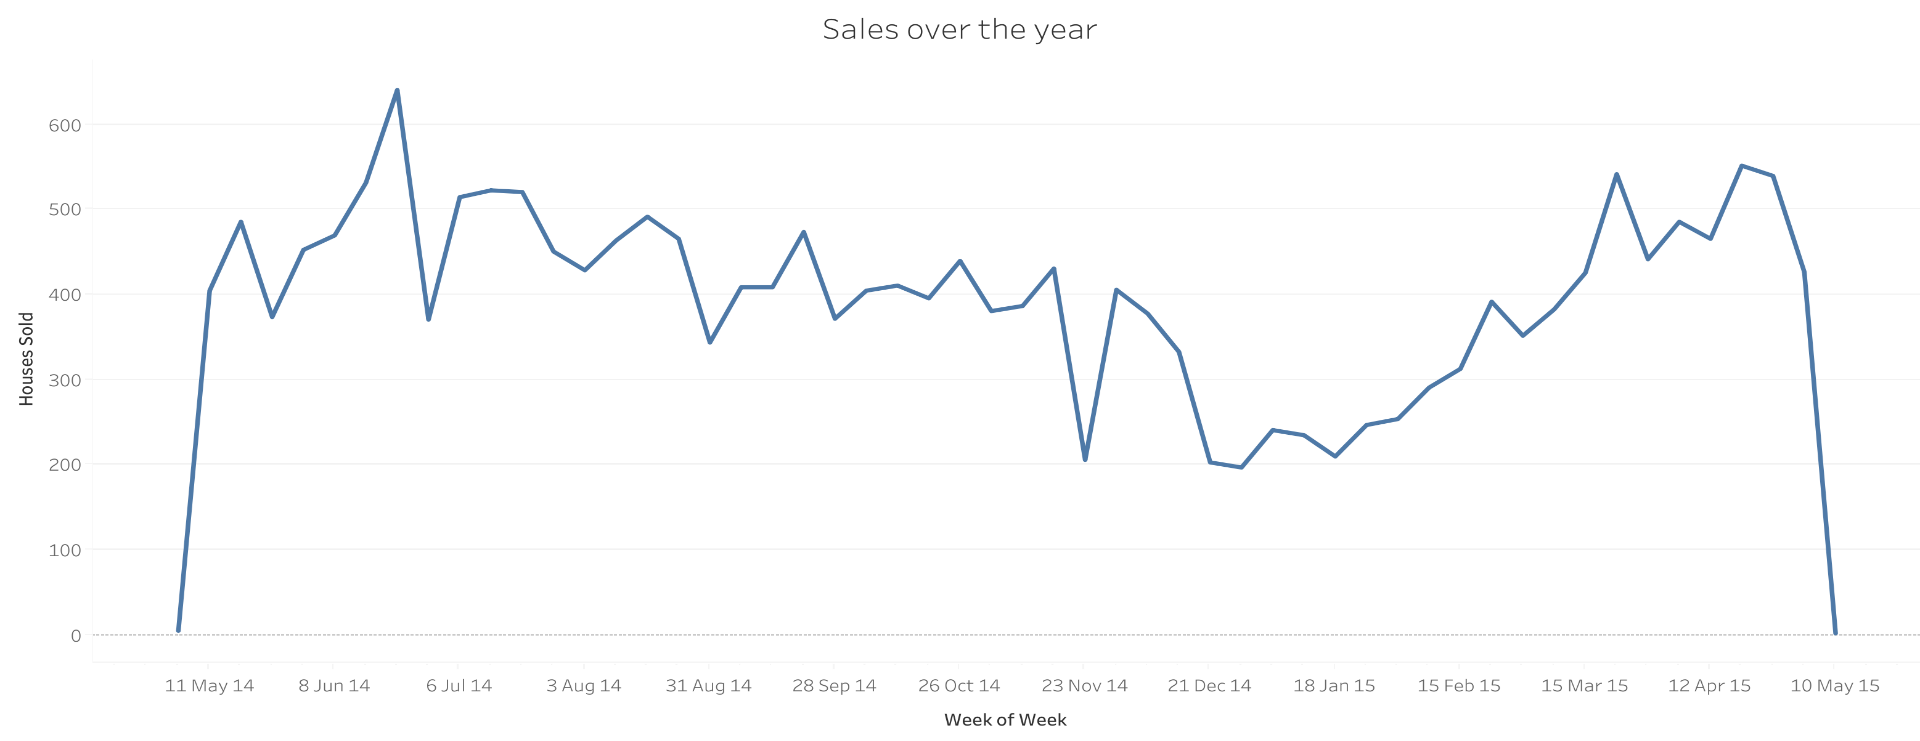 Sales over the year
Houses Sold
600
500
400
300
200
100
0
11 May 14 8 Jun 14 6 Jul 14 3 Aug 14 31 Aug 14 28 Sep 14 26 Oct 14 23 Nov 14 21 Dec 14 18 Jan 15 15 Feb 15 15 Mar 15 12 Apr 15 10 May 15
Week of Week